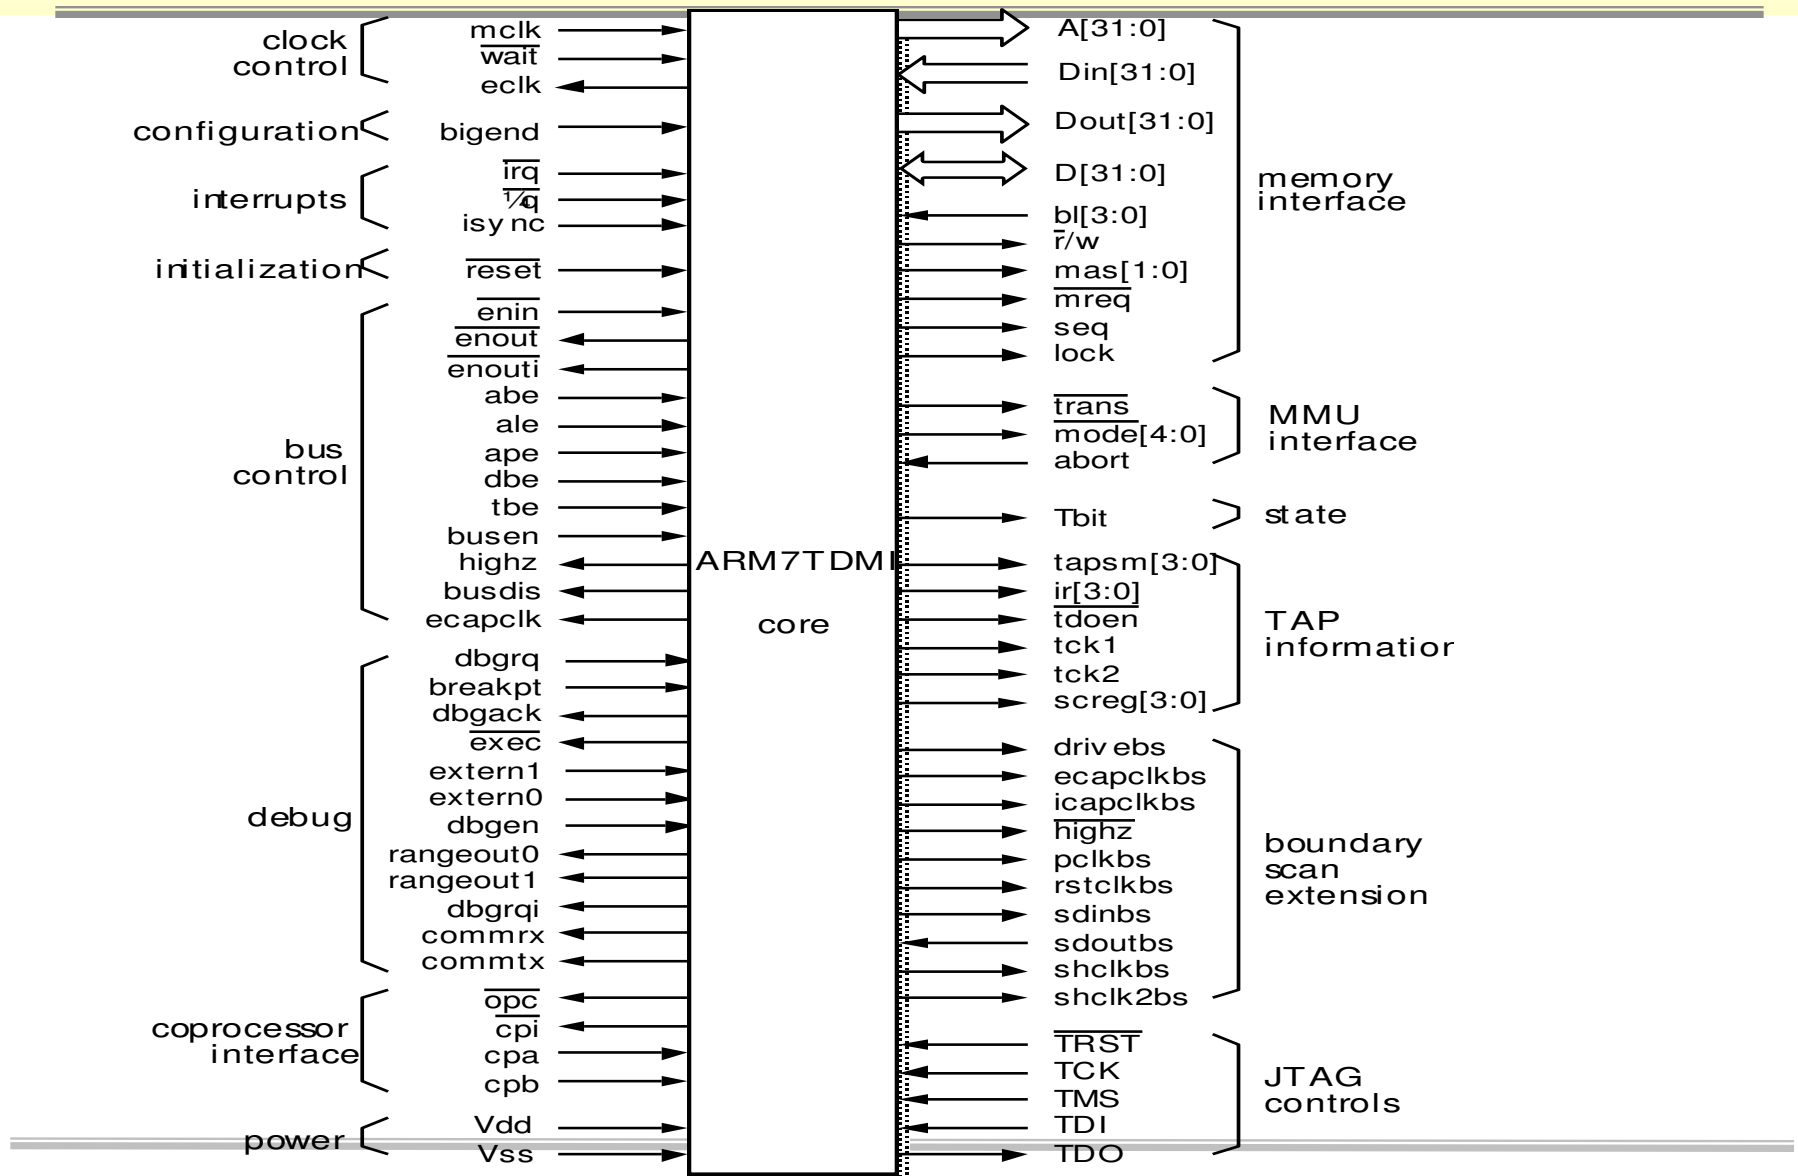 clock
control
mclk
wait
eclk
configuration
bigend
interrupts
irq
¼q
isync
initialization
reset
bus
control
enin
enout
enouti
abe
ale
ape
dbe
tbe
busen
highz
busdis
ecapclk
debug
dbgrq
breakpt
dbgack
exec
extern1
extern0
dbgen
rangeout0
rangeout1
dbgrqi
commrx
commtx
coprocessor
interface
opc
cpi
cpa
cpb
power
Vdd
Vss
ARM7TDMI
core
A[31:0]
Din[31:0]
Dout[31:0]
D[31:0]
bl[3:0]
r/w
mas[1:0]
mreq
seq
lock
memory
interface
trans
mode[4:0]
abort
MMU
interface
Tbit
state
tapsm[3:0]
ir[3:0]
tdoen
tck1
tck2
screg[3:0]
TAP
information
drivebs
ecapclkbs
icapclkbs
highz
pclkbs
rstclkbs
sdinbs
sdoutbs
shclkbs
shclk2bs
boundary
scan
extension
TRST
TCK
TMS
TDI
TDO
JTAG
controls